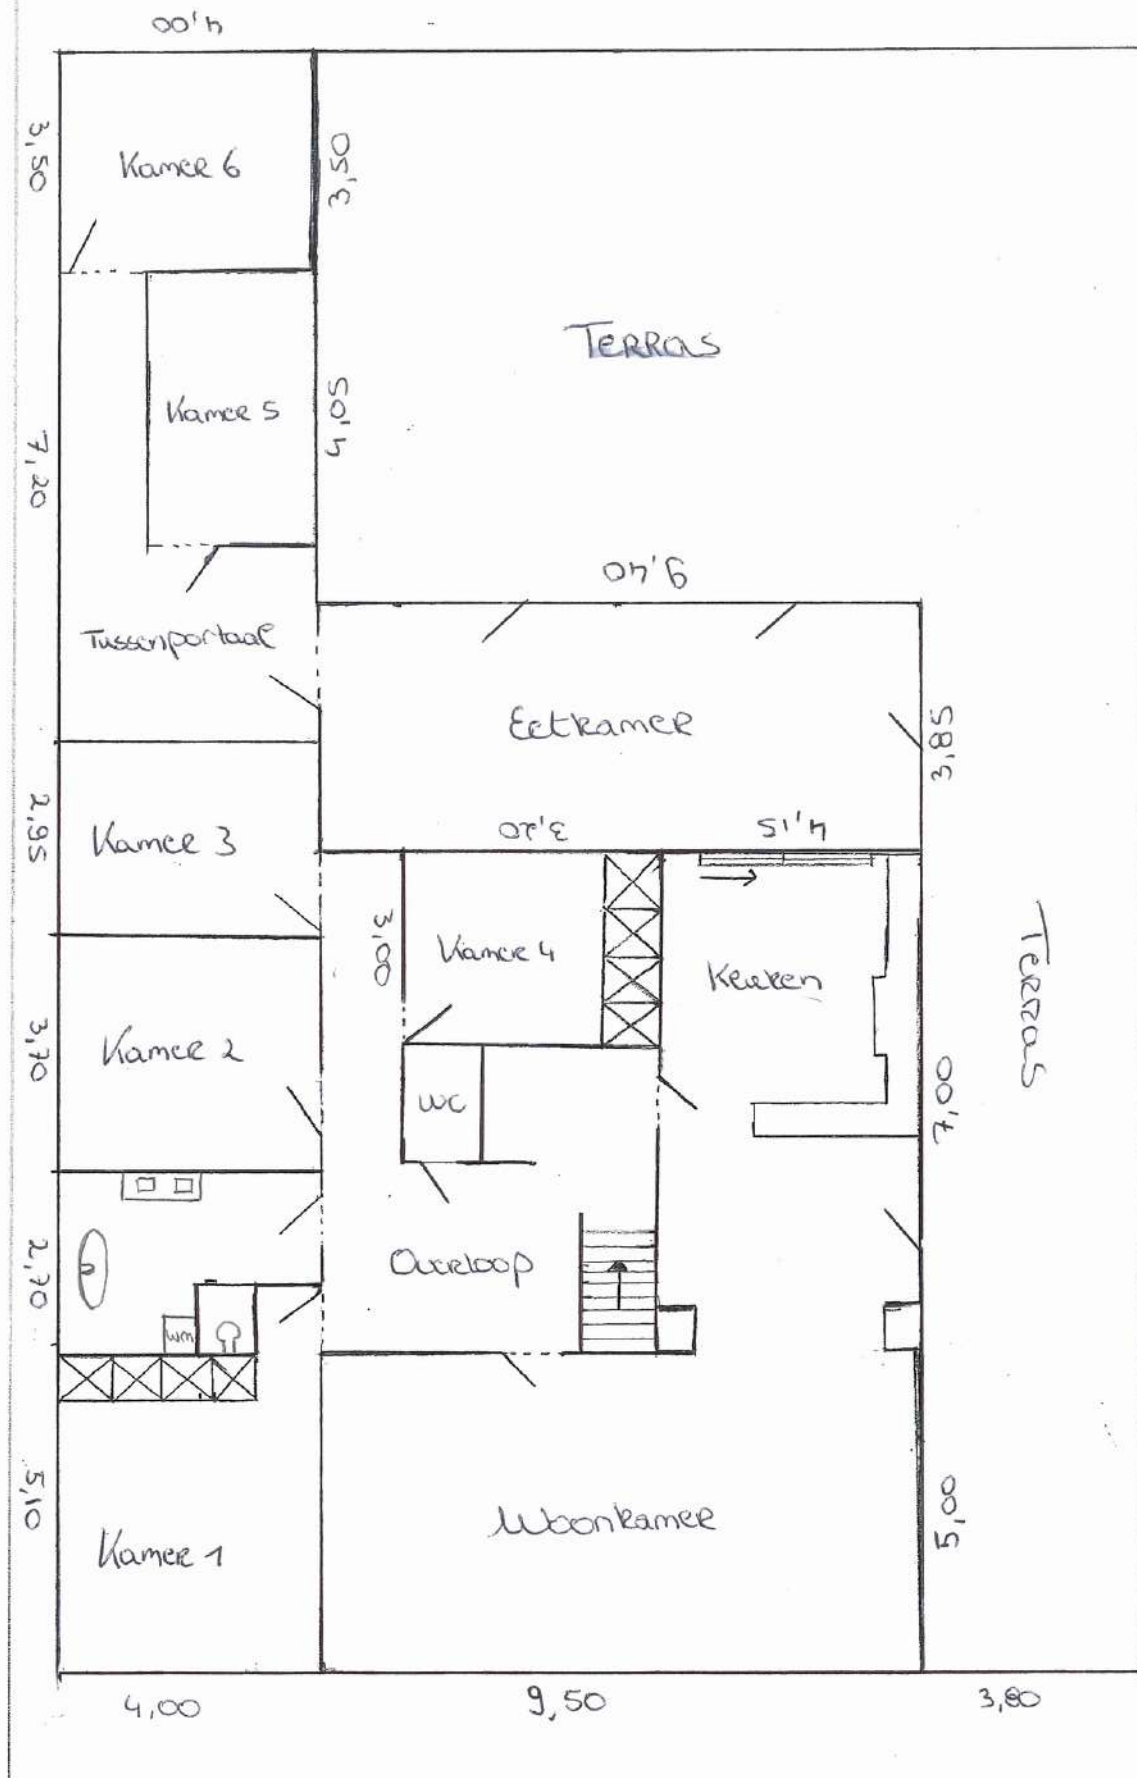 4,00
3,50
Kamer 6
3,50
Terras
Kamer 5
4,05
7,20
9,40
Tussenportaal
Eetkamer
3,85
3,20
4,15
2,95
Kamer 3
3,00
Kamer 4
Keuken
Terras
3,70
Kamer 2
WC
7,00
2,70
Overloop
wm
5,10
Kamer 1
Woonkamer
5,00
4,00
9,50
3,80